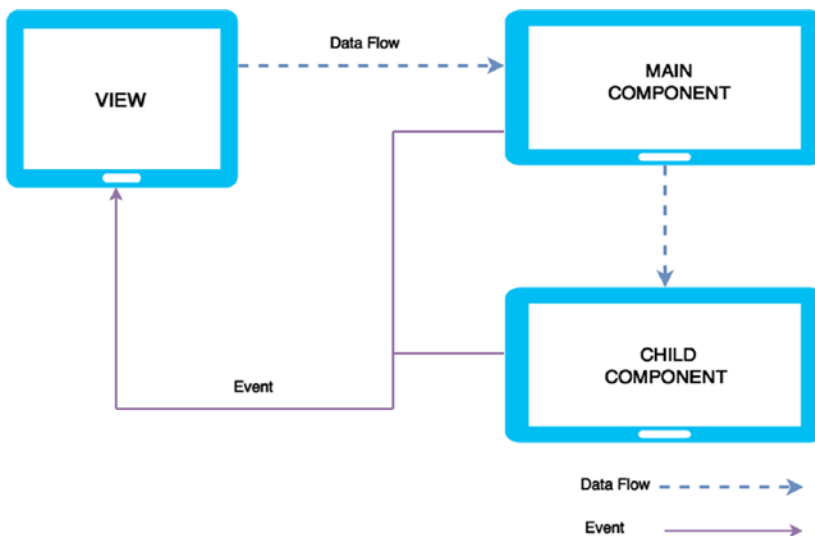 Data Flow
VIEW
MAIN
COMPONENT
CHILD
COMPONENT
Event
Data Flow
Event